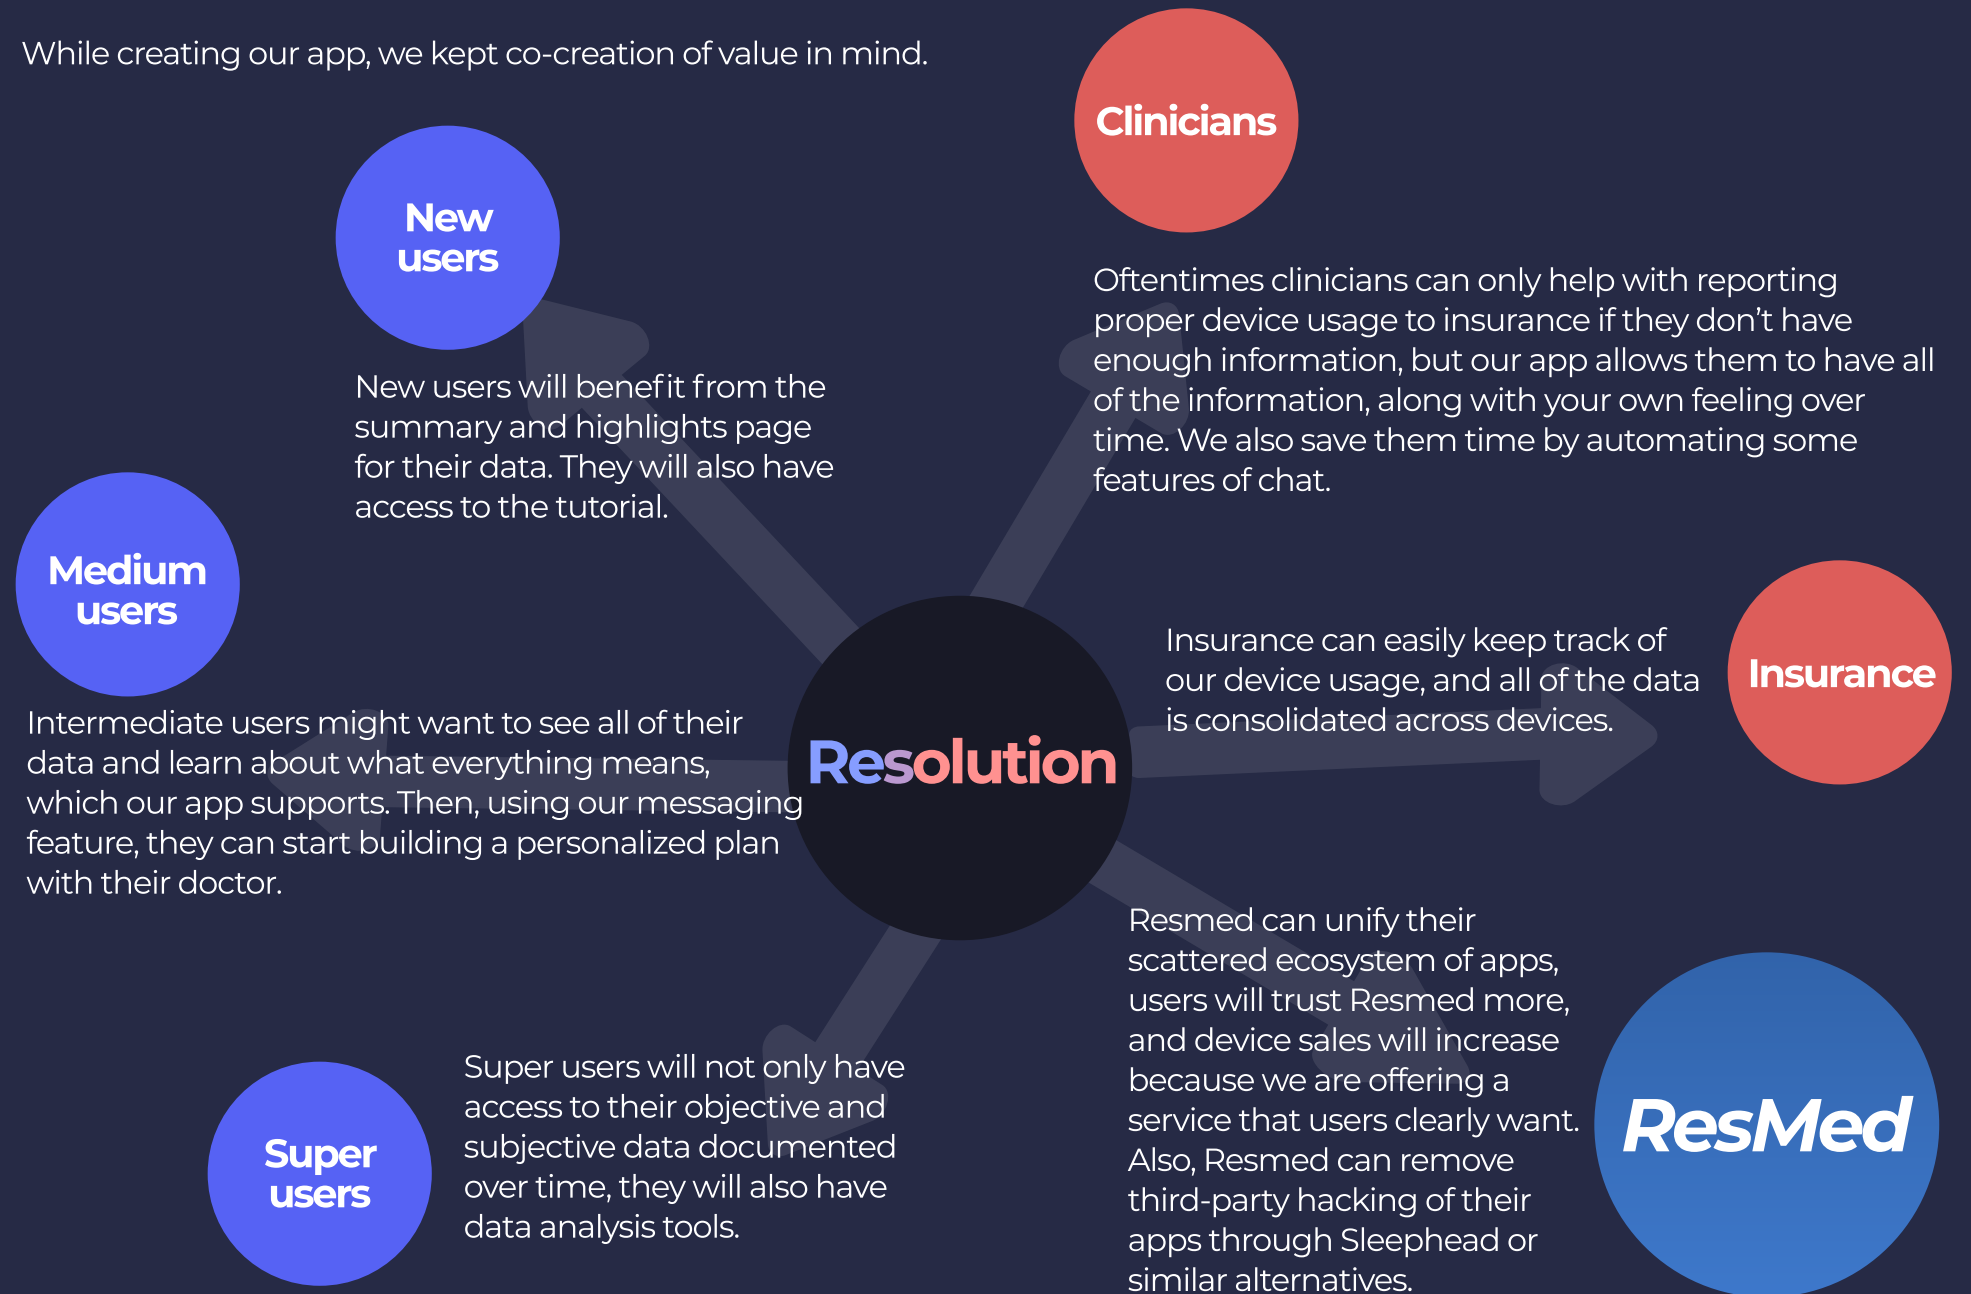 While creating our app, we kept co-creation of value in mind.
New
users
New users will benefit from the
summary and highlights page
for their data. They will also have
access to the tutorial.
Clinicians
Oftentimes clinicians can only help with reporting
proper device usage to insurance if they don’t have
enough information, but our app allows them to have all
of the information, along with your own feeling over
time. We also save them time by automating some
features of chat.
Medium
users
Intermediate users might want to see all of their
data and learn about what everything means,
which our app supports. Then, using our messaging
feature, they can start building a personalized plan
with their doctor.
Resolution
Insurance can easily keep track of
our device usage, and all of the data
is consolidated across devices.
Insurance
Super
users
Super users will not only have
access to their objective and
subjective data documented
over time, they will also have
data analysis tools.
Resmed can unify their
scattered ecosystem of apps,
users will trust Resmed more,
and device sales will increase
because we are offering a
service that users clearly want.
Also, Resmed can remove
third-party hacking of their
apps through Sleephead or
similar alternatives.
ResMed